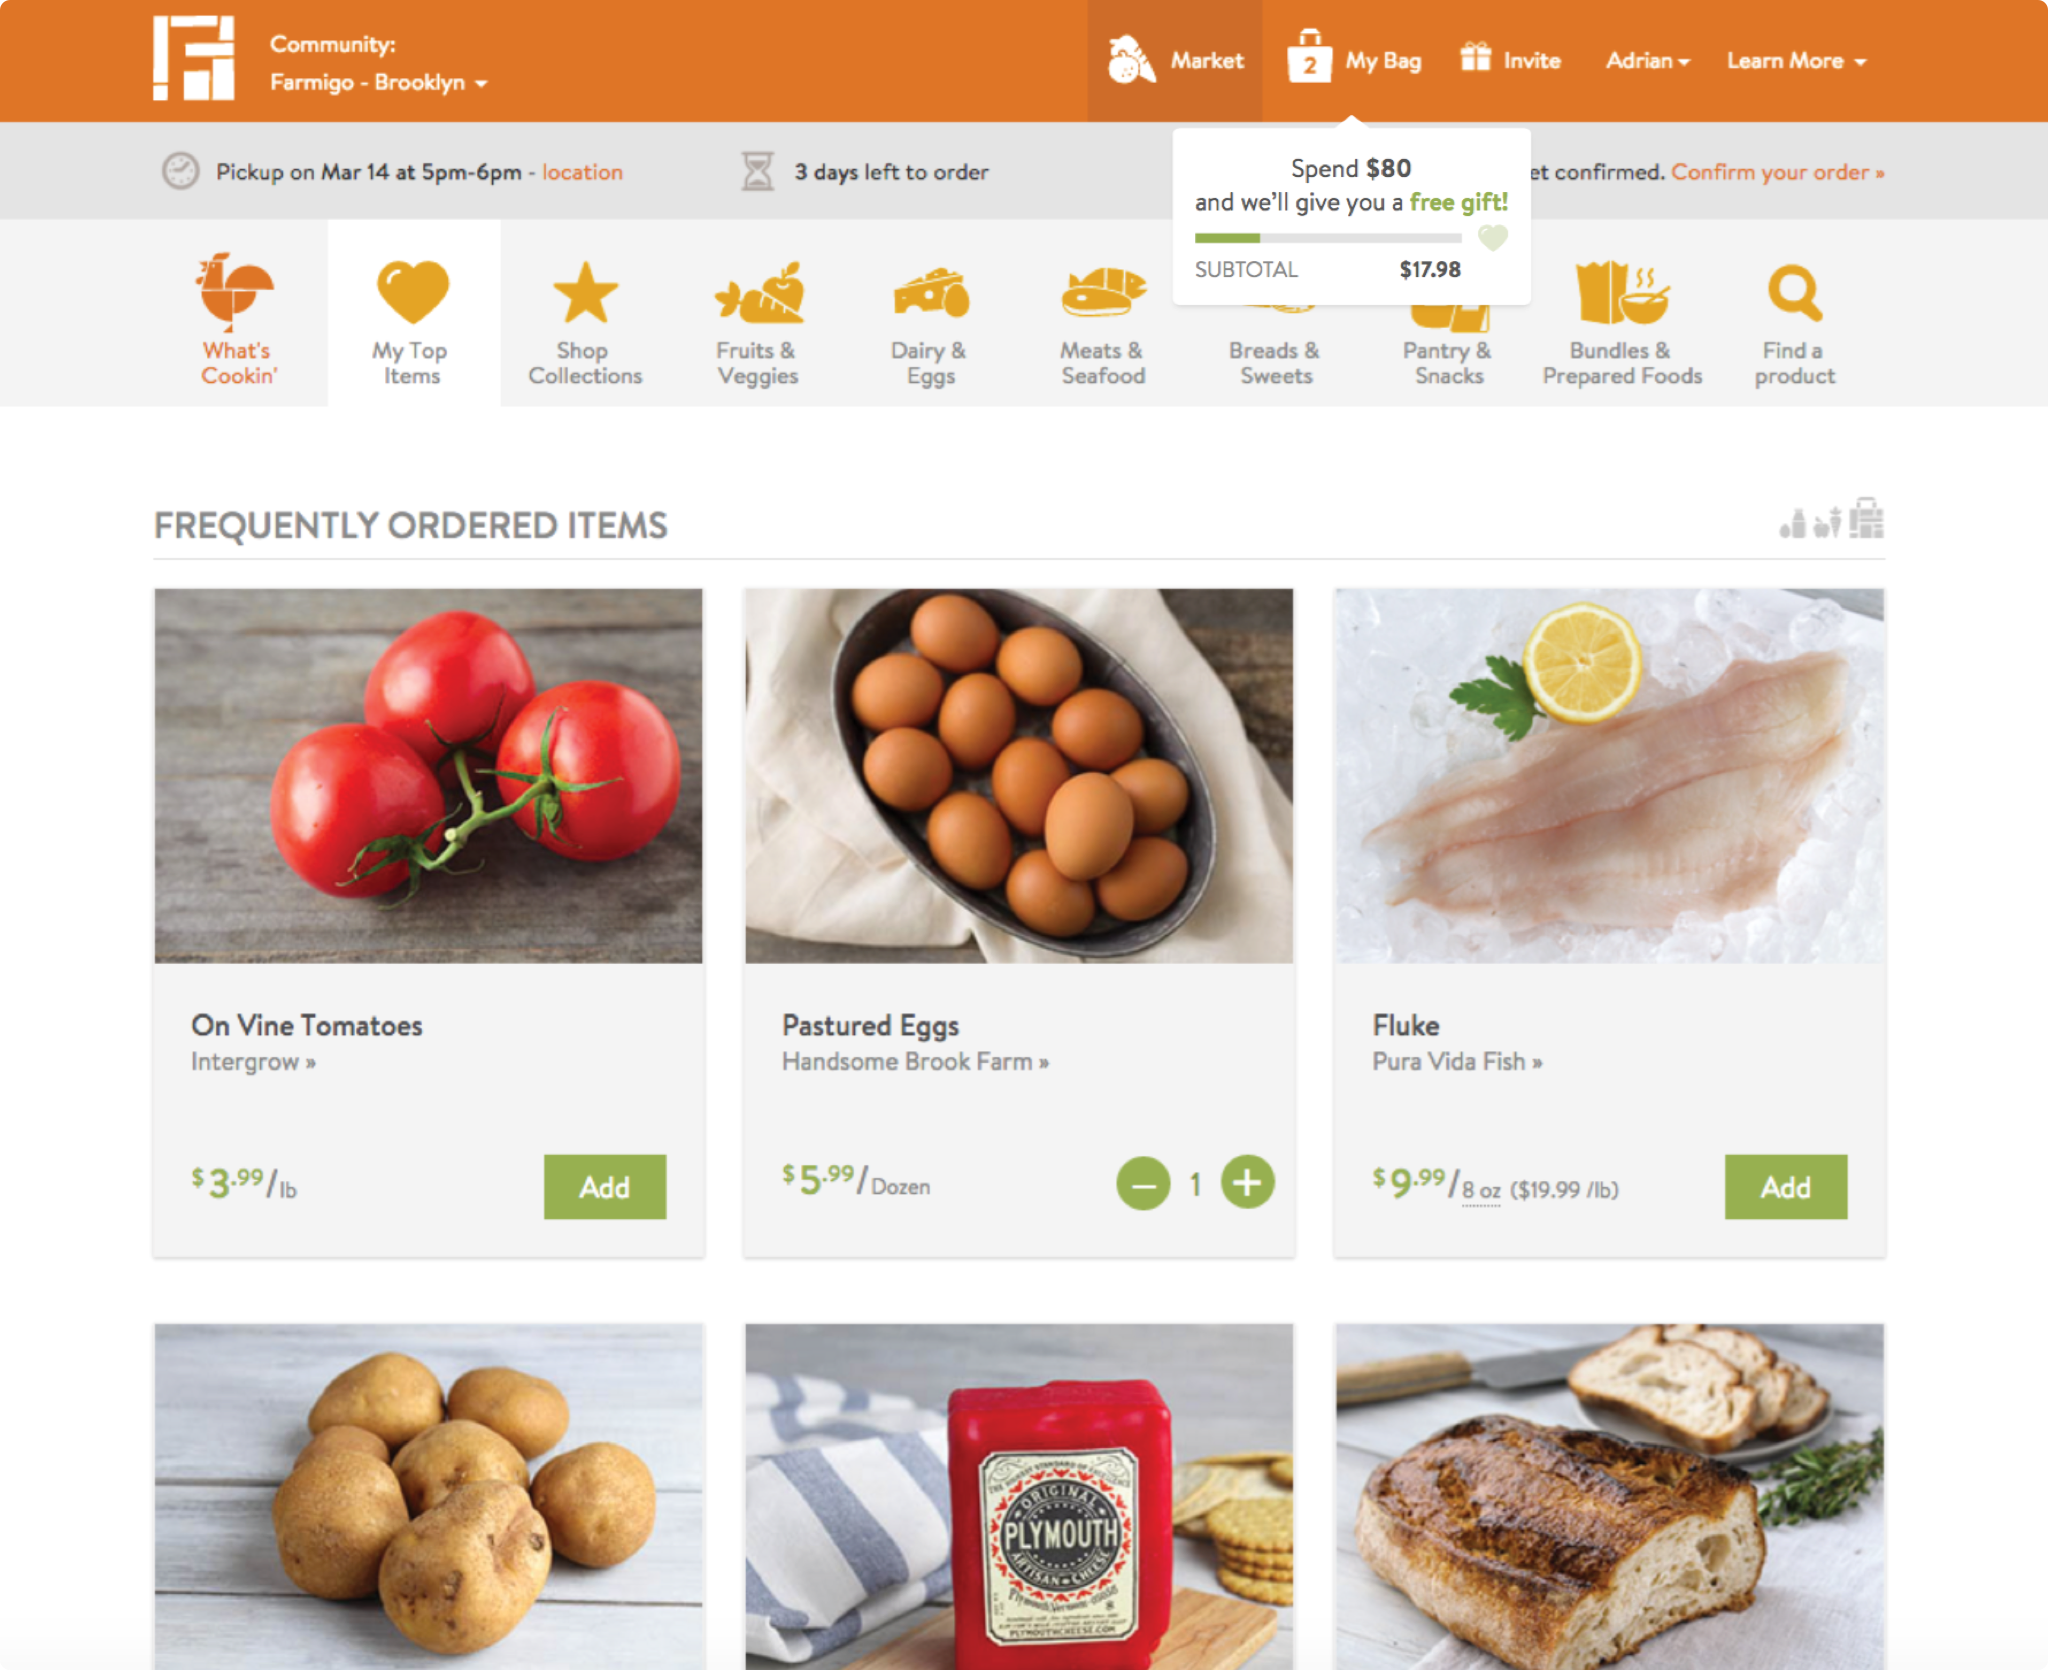 Community:
Farmigo - Brooklyn
Market
2
My Bag
Invite
Adrian
Learn More
Pickup on Mar 14 at 5pm-6pm - location
3 days left to order
et confirmed. Confirm your order »
Spend $80
and we'll give you a free gift!
SUBTOTAL $17.98
What's
Cookin'
My Top
Items
Shop
Collections
Fruits &
Veggies
Dairy &
Eggs
Meats &
Seafood
Breads &
Sweets
Pantry &
Snacks
Bundles &
Prepared Foods
Find a
product
FREQUENTLY ORDERED ITEMS
On Vine Tomatoes
Intergrow »
$3.99/lb
Add
Pastured Eggs
Handsome Brook Farm »
$5.99/Dozen
1
Fluke
Pura Vida Fish »
$9.99/8 oz ($19.99 /lb)
Add
ORIGINAL
PLYMOUTH
ARTISAN CHEESE
PLYMOUTHCHEESE.COM